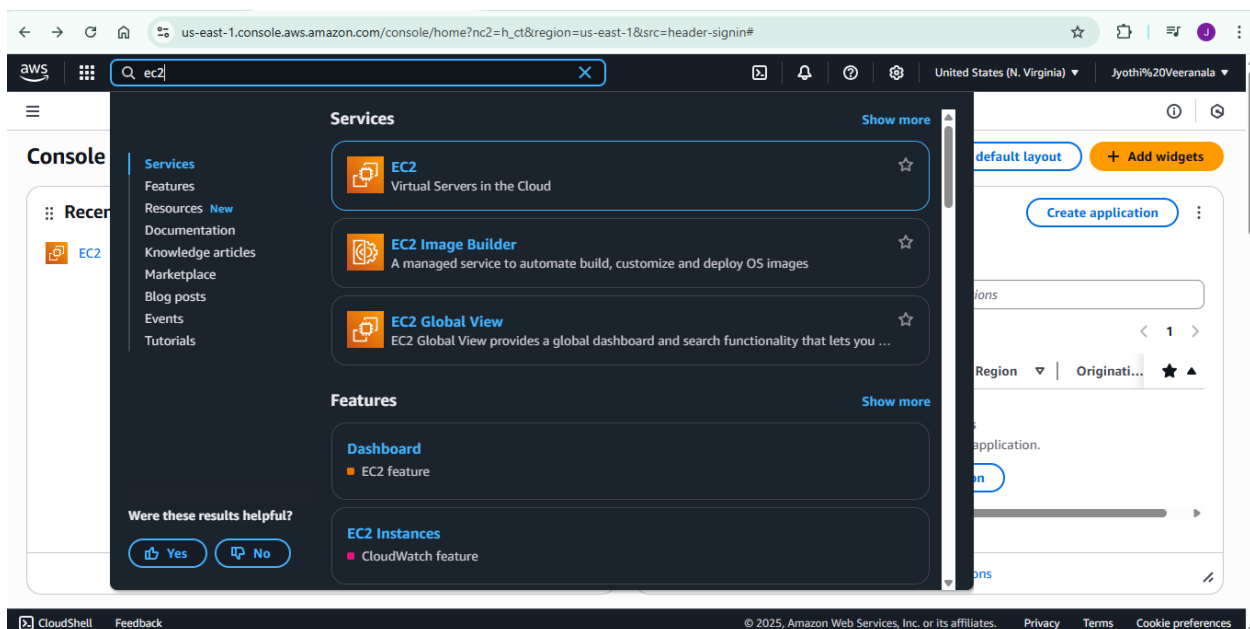 us-east-1.console.aws.amazon.com/console/home?nc2=h_ct&region=us-east-1&src=header-signin#
J
aws
ec2
United States (N. Virginia)
Jyothi%20Veeranala
Console
default layout
+ Add widgets
Services
Show more
Services
Features
Resources New
Documentation
Knowledge articles
Marketplace
Blog posts
Events
Tutorials
EC2
Virtual Servers in the Cloud
EC2 Image Builder
A managed service to automate build, customize and deploy OS images
EC2 Global View
EC2 Global View provides a global dashboard and search functionality that lets you ...
Features
Show more
Dashboard
EC2 feature
EC2 Instances
CloudWatch feature
Were these results helpful?
Yes
No
Recen
EC2
Create application
1
Region
Originati...
application.
CloudShell
Feedback
© 2025, Amazon Web Services, Inc. or its affiliates.
Privacy
Terms
Cookie preferences